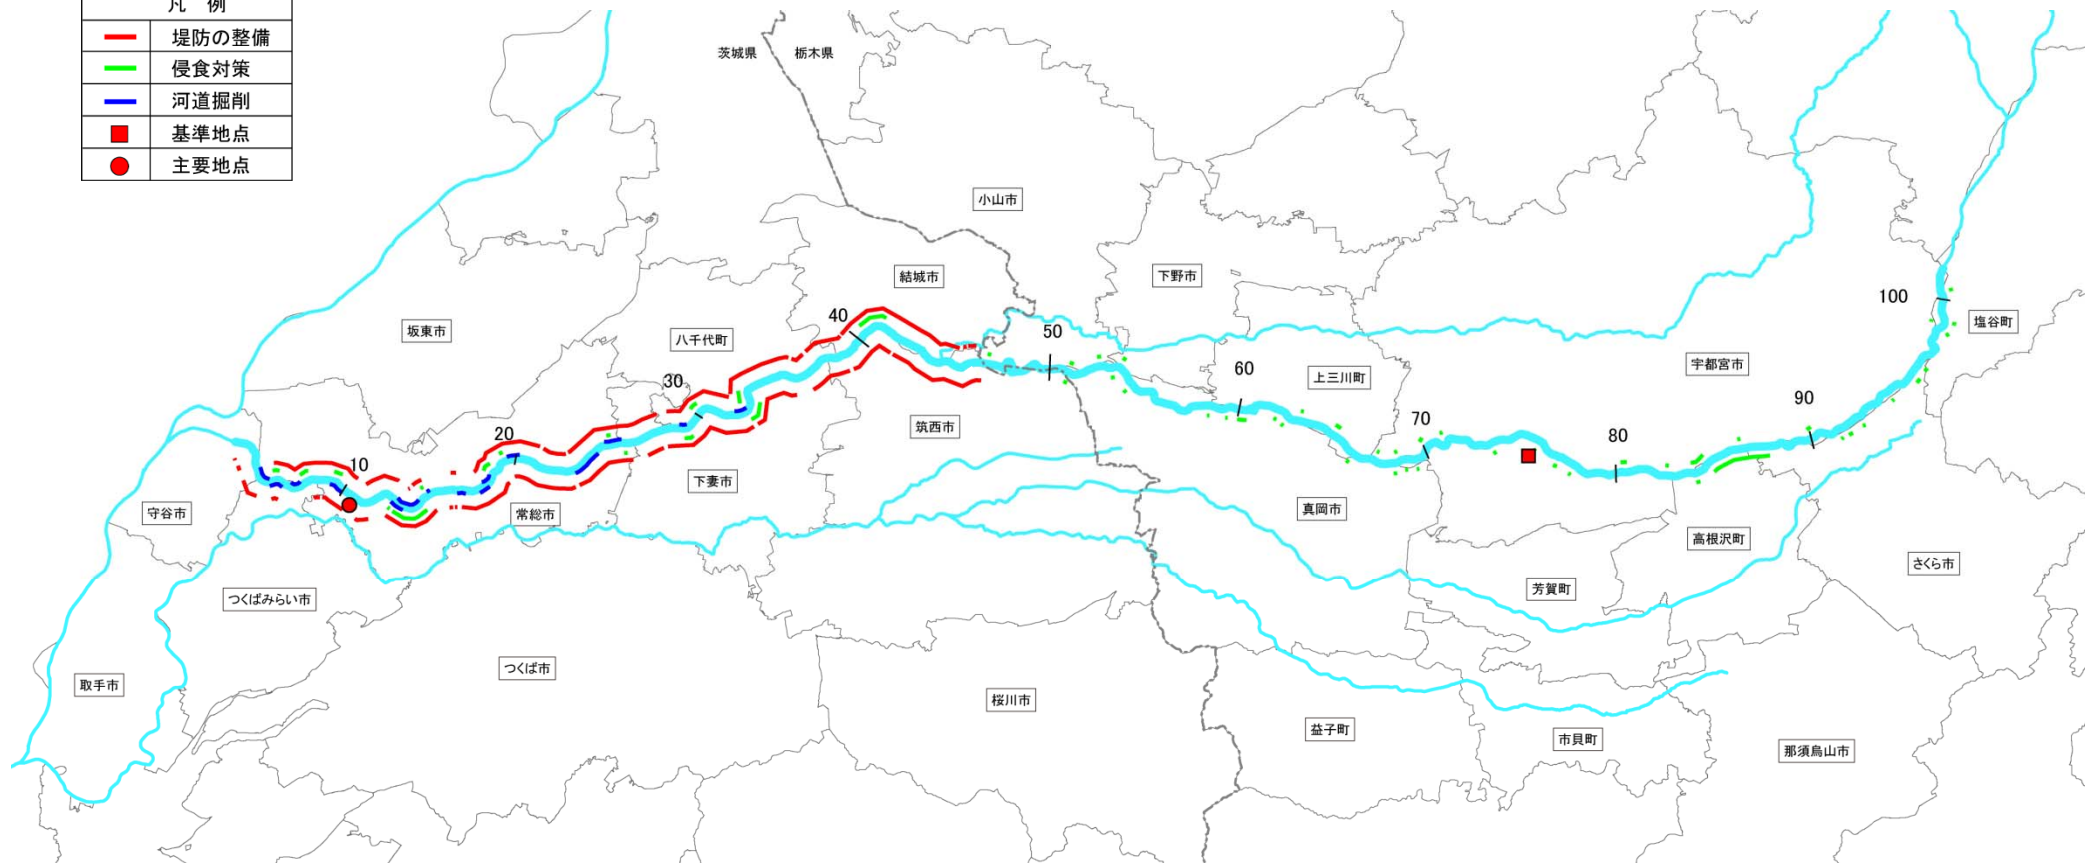 凡 例
堤防の整備
侵食対策
河道掘削
基準地点
主要地点
茨城県
栃木県
小山市
結城市
下野市
坂東市
八千代町
上三川町
宇都宮市
塩谷町
筑西市
下妻市
常総市
守谷市
真岡市
高根沢町
さくら市
芳賀町
つくばみらい市
つくば市
取手市
桜川市
益子町
市貝町
那須烏山市
10
20
30
40
50
60
70
80
90
100